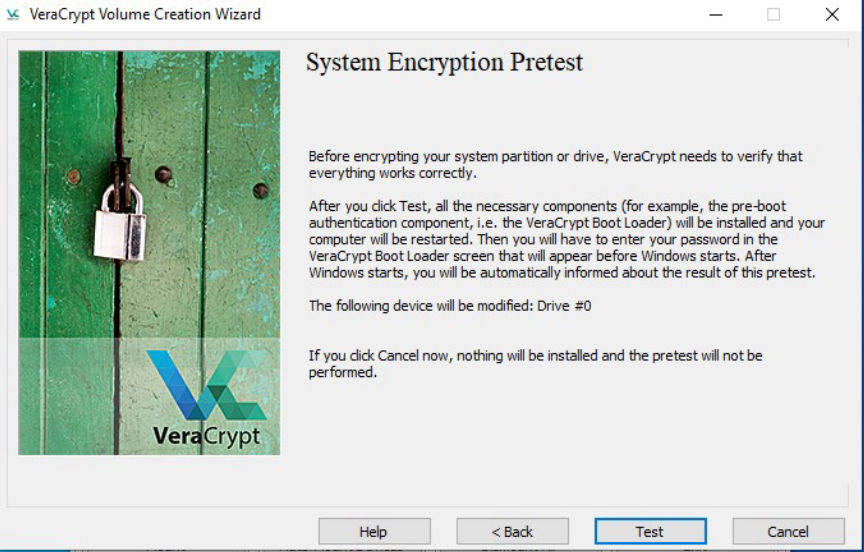 VeraCrypt Volume Creation Wizard
System Encryption Pretest
Before encrypting your system partition or drive, VeraCrypt needs to verify that
everything works correctly.
After you click Test, all the necessary components (for example, the pre-boot
authentication component, i.e. the VeraCrypt Boot Loader) will be installed and your
computer will be restarted. Then you will have to enter your password in the
VeraCrypt Boot Loader screen that will appear before Windows starts. After
Windows starts, you will be automatically informed about the result of this pretest.
The following device will be modified: Drive #0
If you click Cancel now, nothing will be installed and the pretest will not be
performed.
VeraCrypt
Help
< Back
Test
Cancel